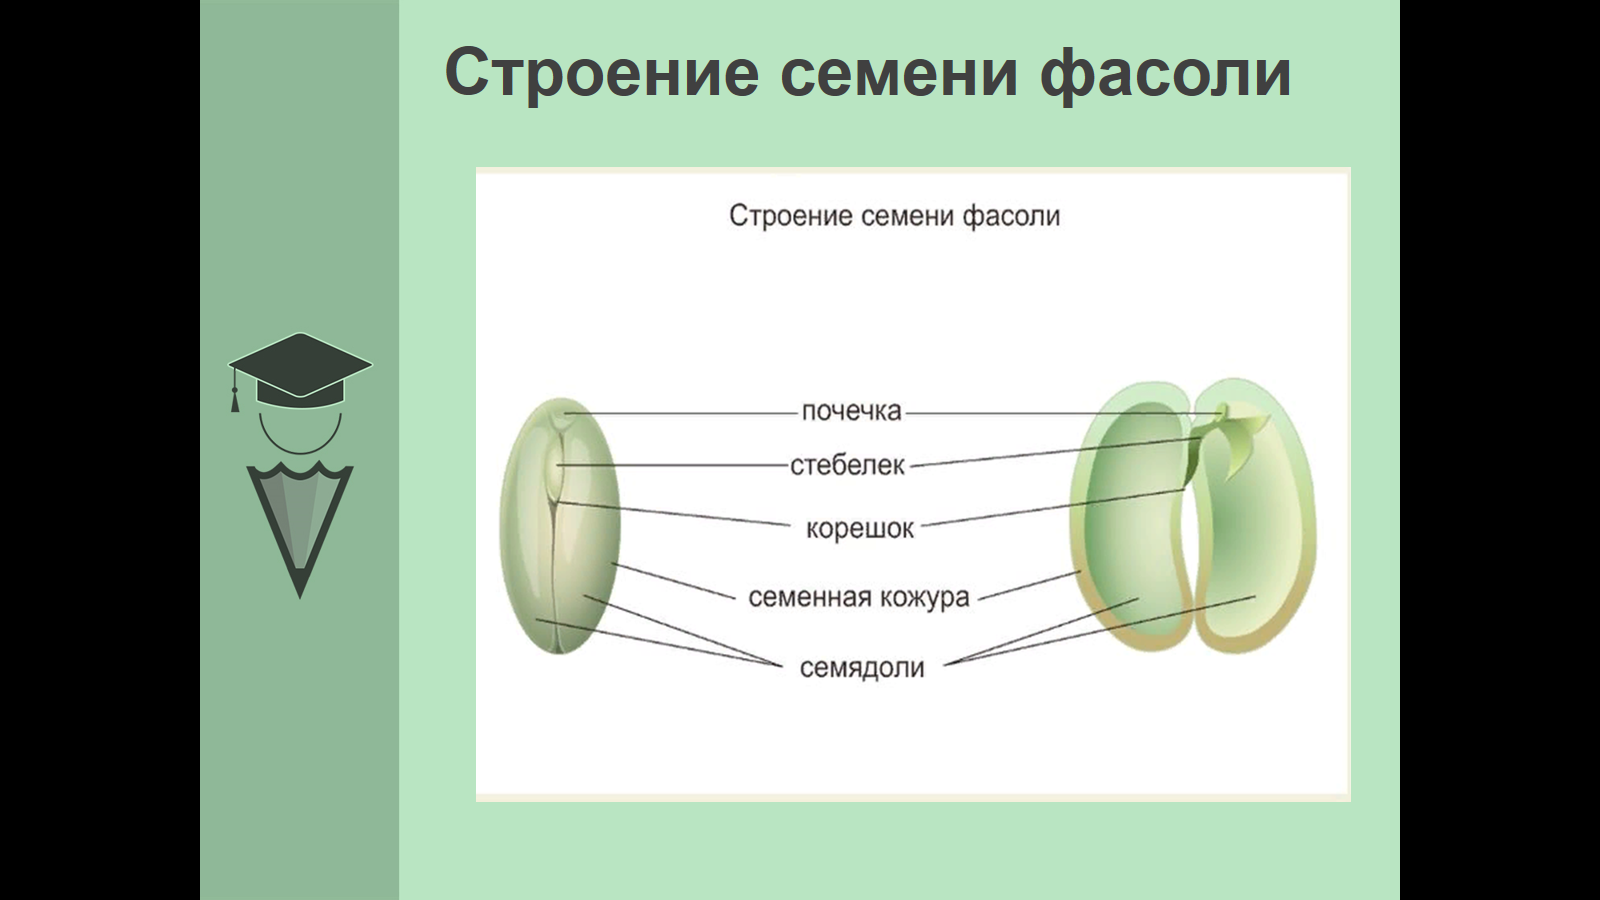 Строение семени фасоли
Строение семени фасоли
почечка
стебелек
корешок
семенная кожура
семядоли